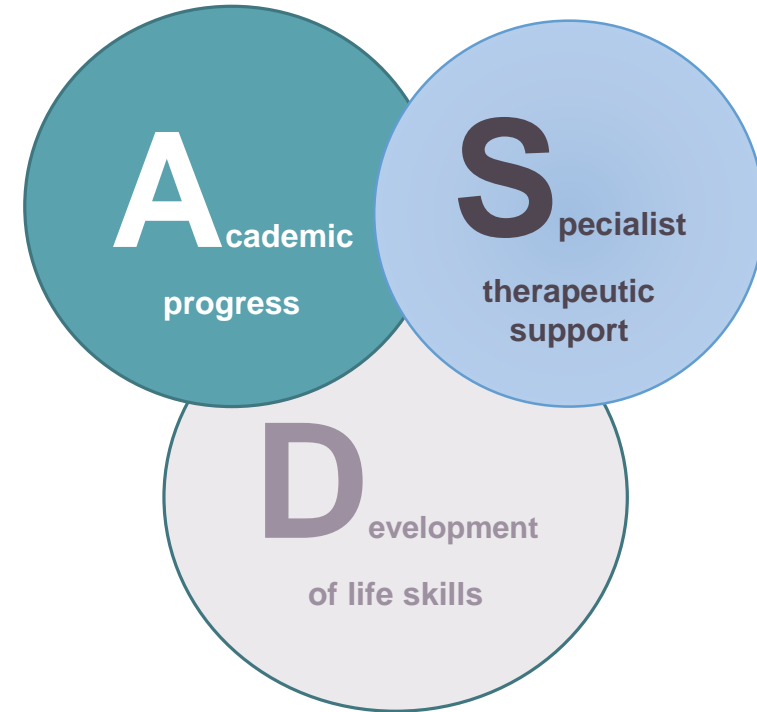 Academic
progress
Specialist
therapeutic
support
Development
of life skills